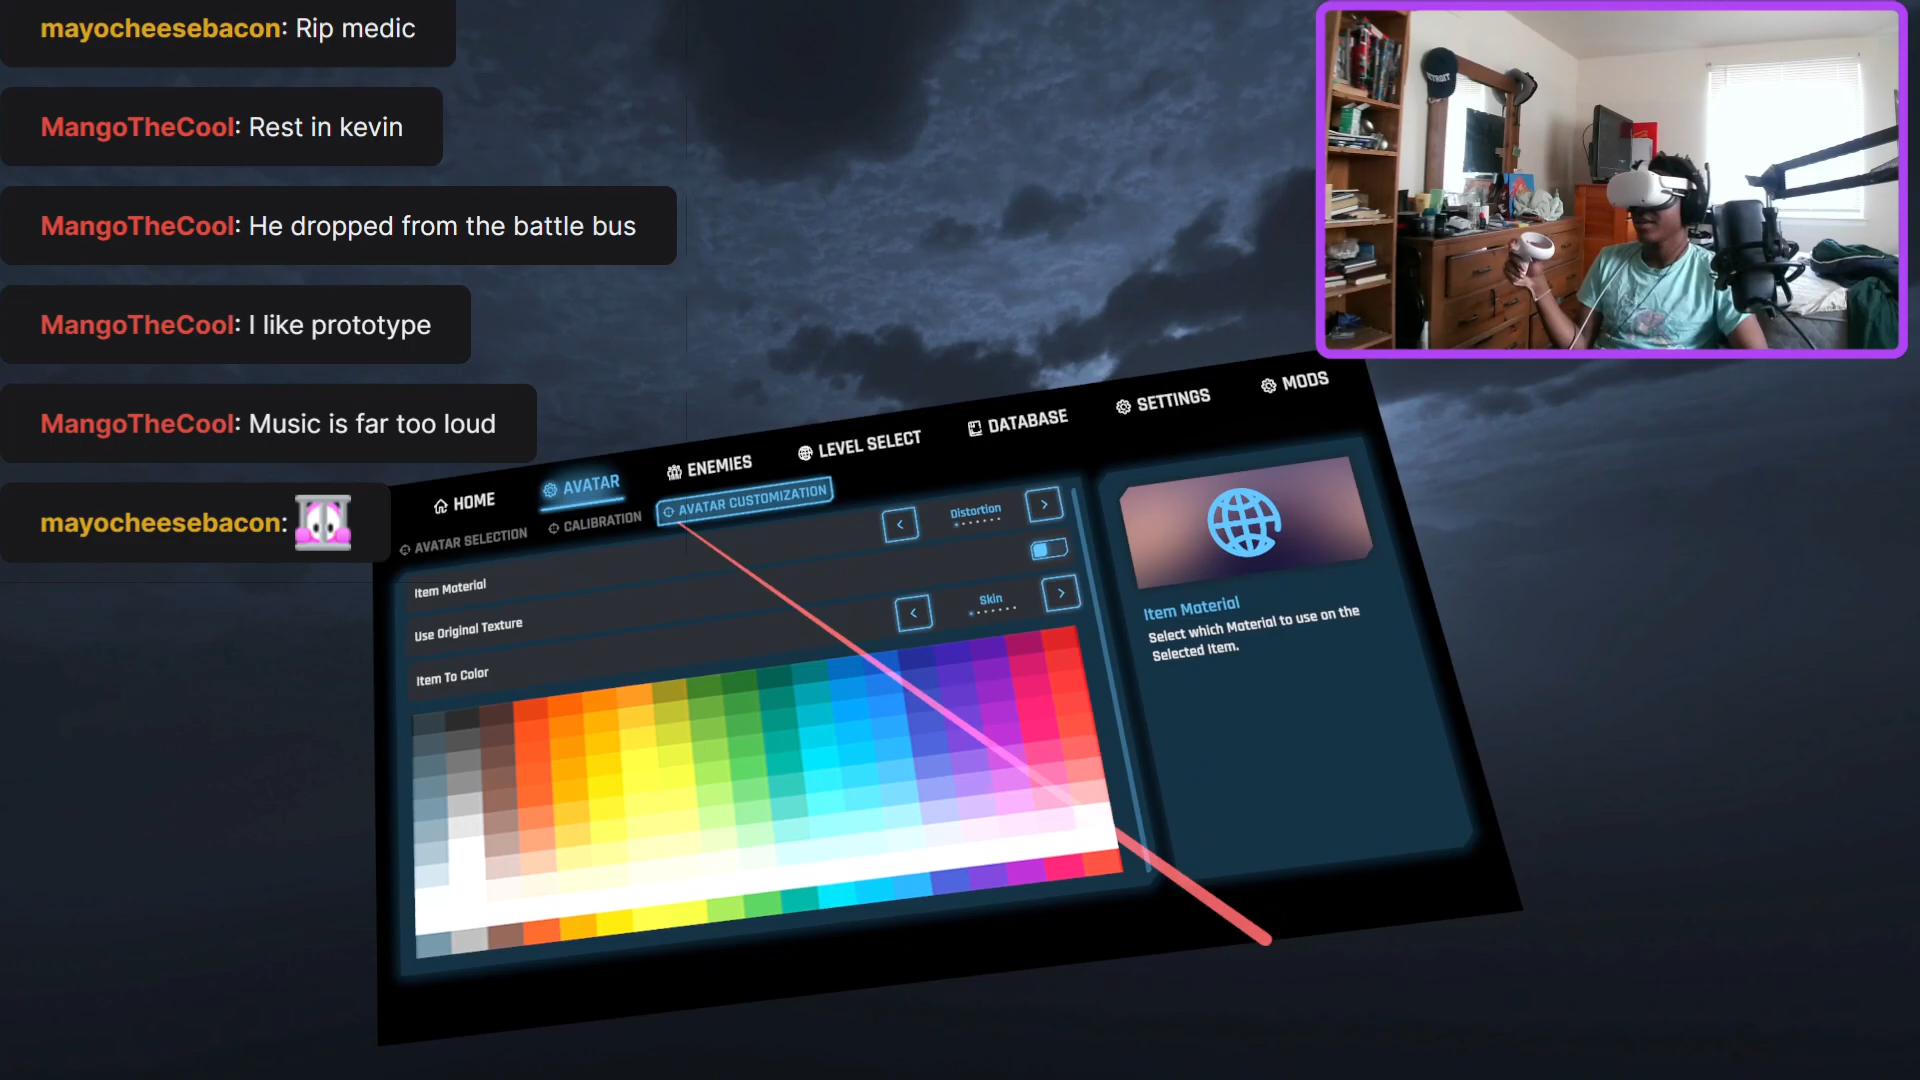 mayocheesebacon: Rip medic
MangoTheCool: Rest in kevin
MangoTheCool: He dropped from the battle bus
MangoTheCool: I like prototype
MangoTheCool: Music is far too loud
mayocheesebacon:
DETROIT
HOME
AVATAR
ENEMIES
LEVEL SELECT
DATABASE
SETTINGS
MODS
AVATAR SELECTION
CALIBRATION
AVATAR CUSTOMIZATION
Item Material
< Distortion >
Use Original Texture
Item To Color
< Skin >
Item Material
Select which Material to use on the
Selected Item.